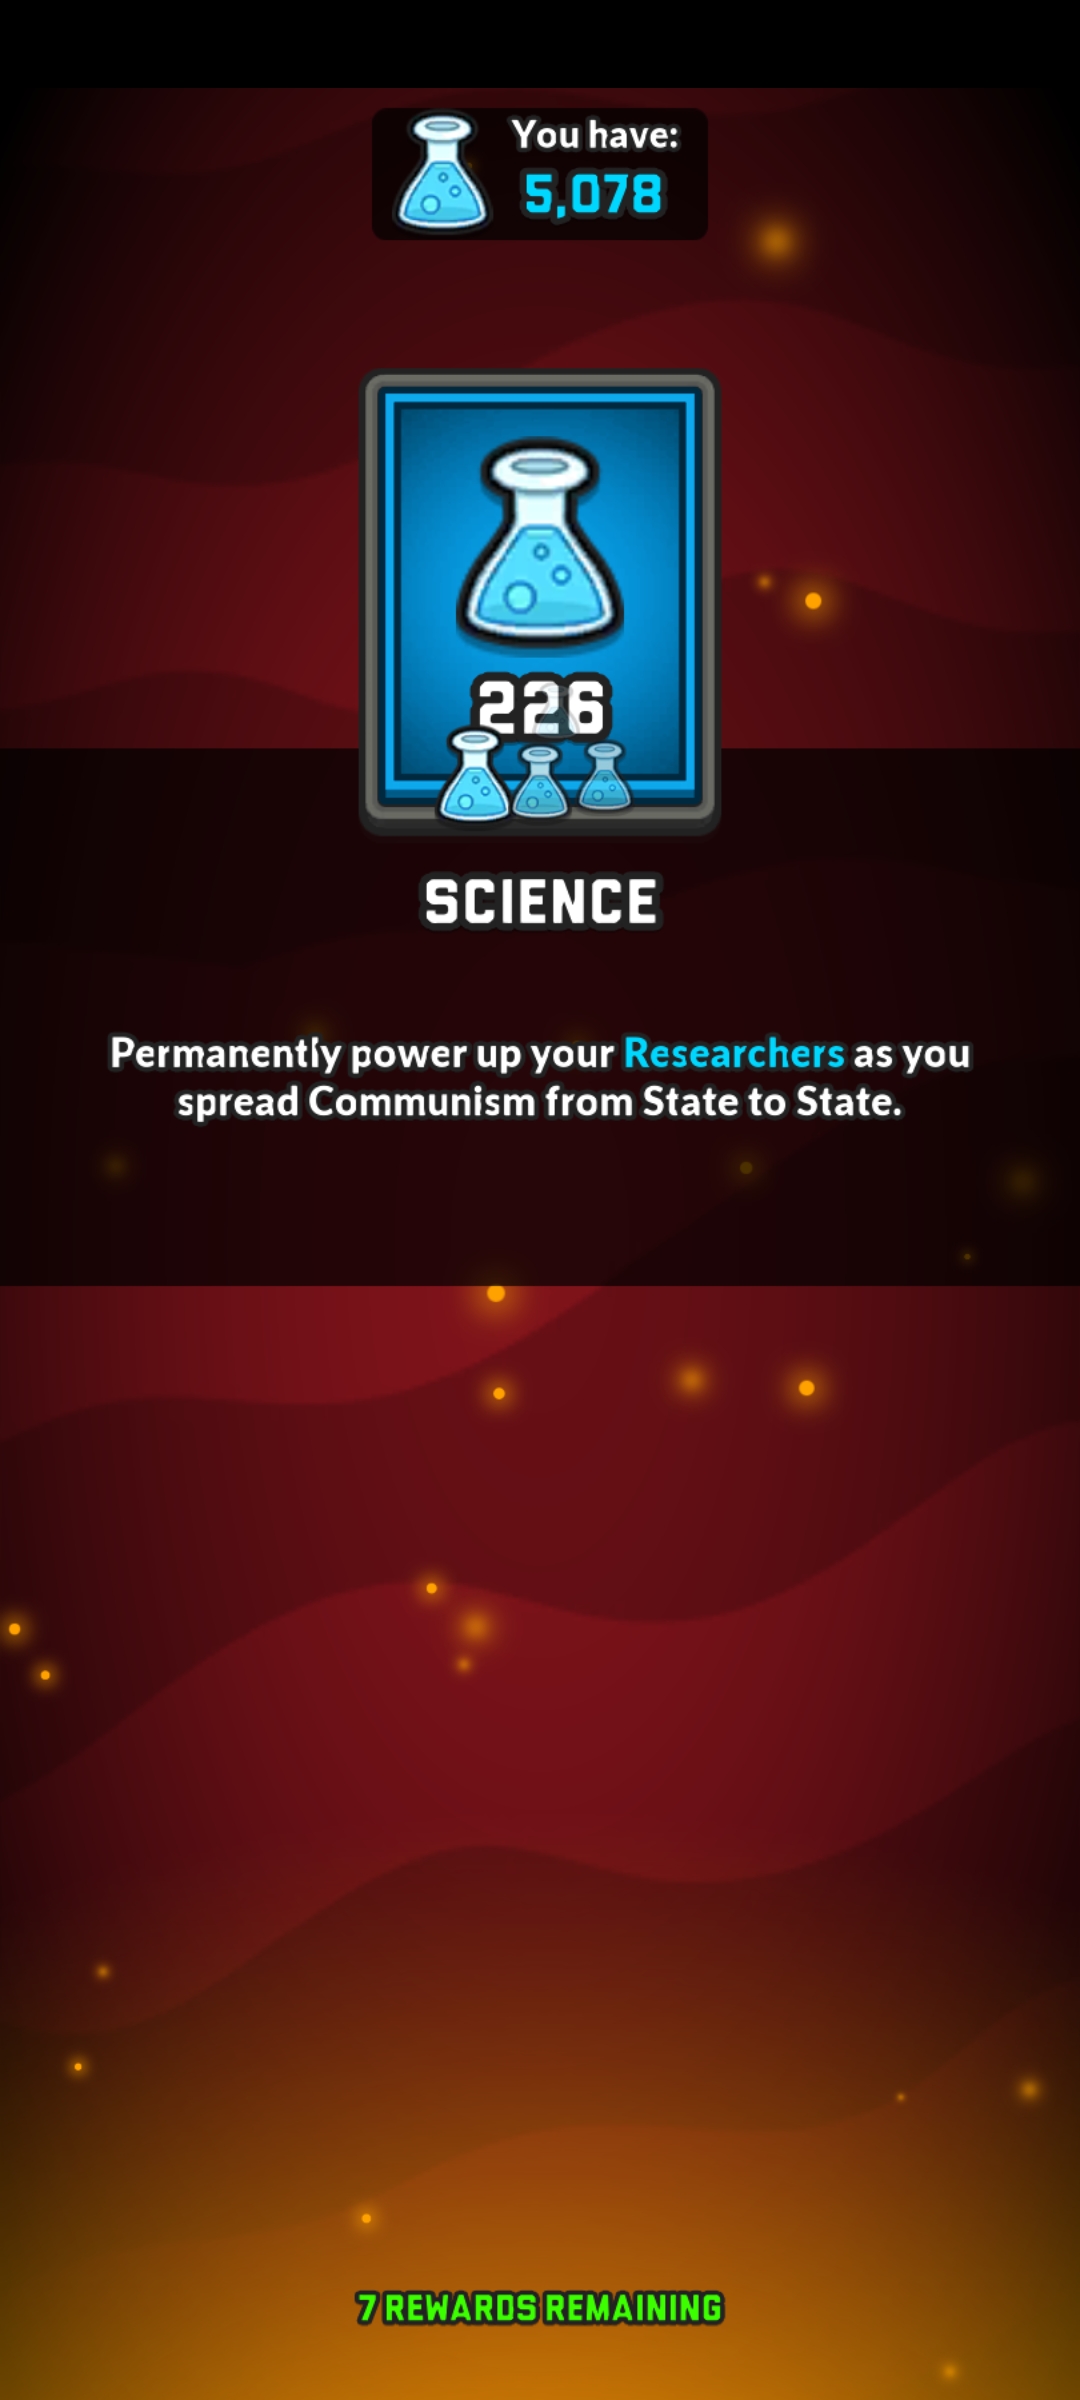 You have:
5,078
226
SCIENCE
Permanently power up your Researchers as you
spread Communism from State to State.
7 REWARDS REMAINING